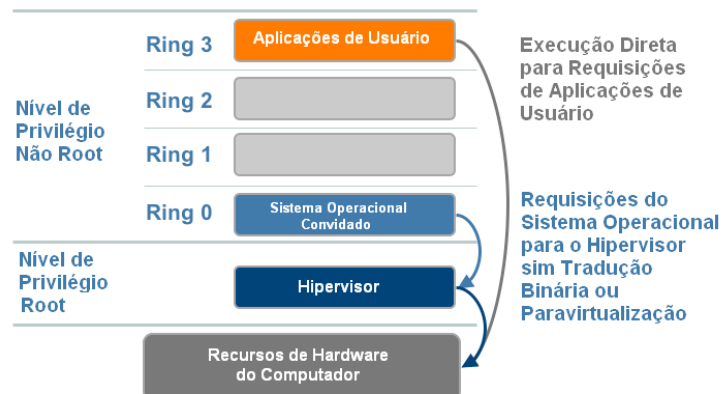 Ring 3
Aplicações de Usuário
Execução Direta
para Requisições
de Aplicações de
Usuário
Ring 2
Nível de
Privilégio
Não Root
Ring 1
Ring 0
Sistema Operacional
Convidado
Requisições do
Sistema Operacional
para o Hipervisor
sim Tradução
Binária ou
Paravirtualização
Nível de
Privilégio
Root
Hipervisor
Recursos de Hardware
do Computador